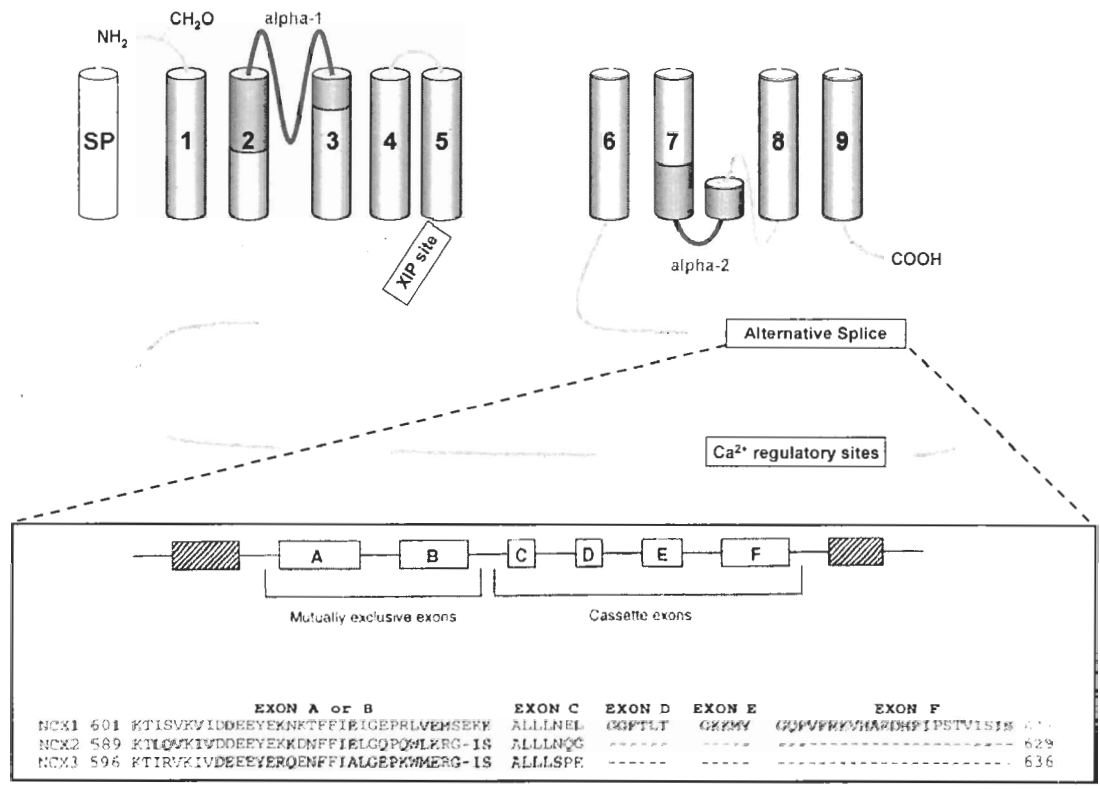 CH2O
alpha-1
NH2
SP 1 2 3 4 5 6 7 8 9
XIP site
alpha-2
COOH
Alternative Splice
Ca2+ regulatory sites
A B C D E F
Mutually exclusive exons
Cassette exons
EXON A or B EXON C EXON D EXON E EXON F
NCX1 601 KTISVKVIDDEEYEKNKTFFIEIGEPRLVEMSEKK ALLLNEL GGFTLT GKKMY
NCX2 589 KTLQVKIVDDEEYEKKDNFFIELGQPQWLKRG-IS ALLLNQG ------ ----- ----------------------- 629
NCX3 596 KTIRVKIVDEEEYERQENFFIALGEPKWMERG-IS ALLLSPE ------ ----- ----------------------- 636